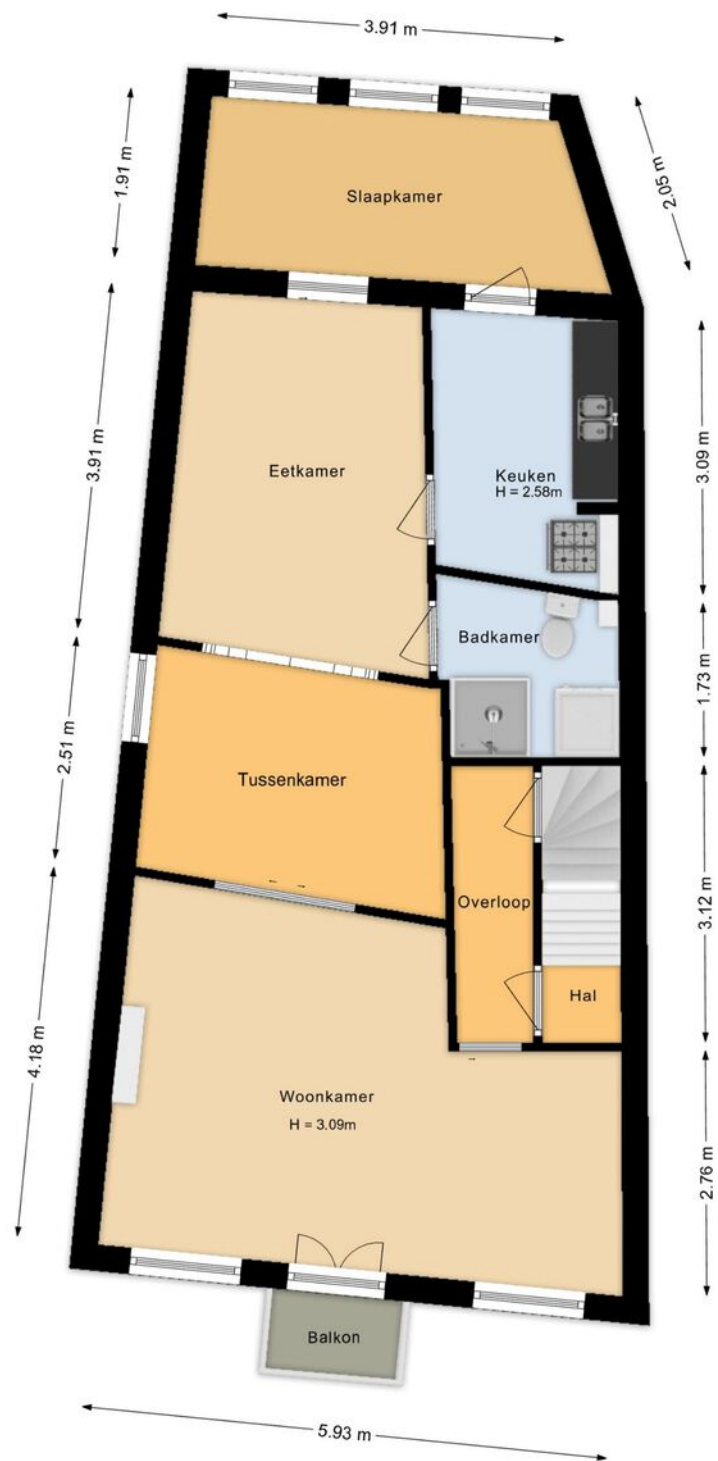 3.91 m
1.91 m
2.05 m
Slaapkamer
3.91 m
3.09 m
Eetkamer
Keuken
H = 2.58m
Badkamer
1.73 m
2.51 m
Tussenkamer
Overloop
3.12 m
Hal
4.18 m
Woonkamer
H = 3.09m
2.76 m
Balkon
5.93 m